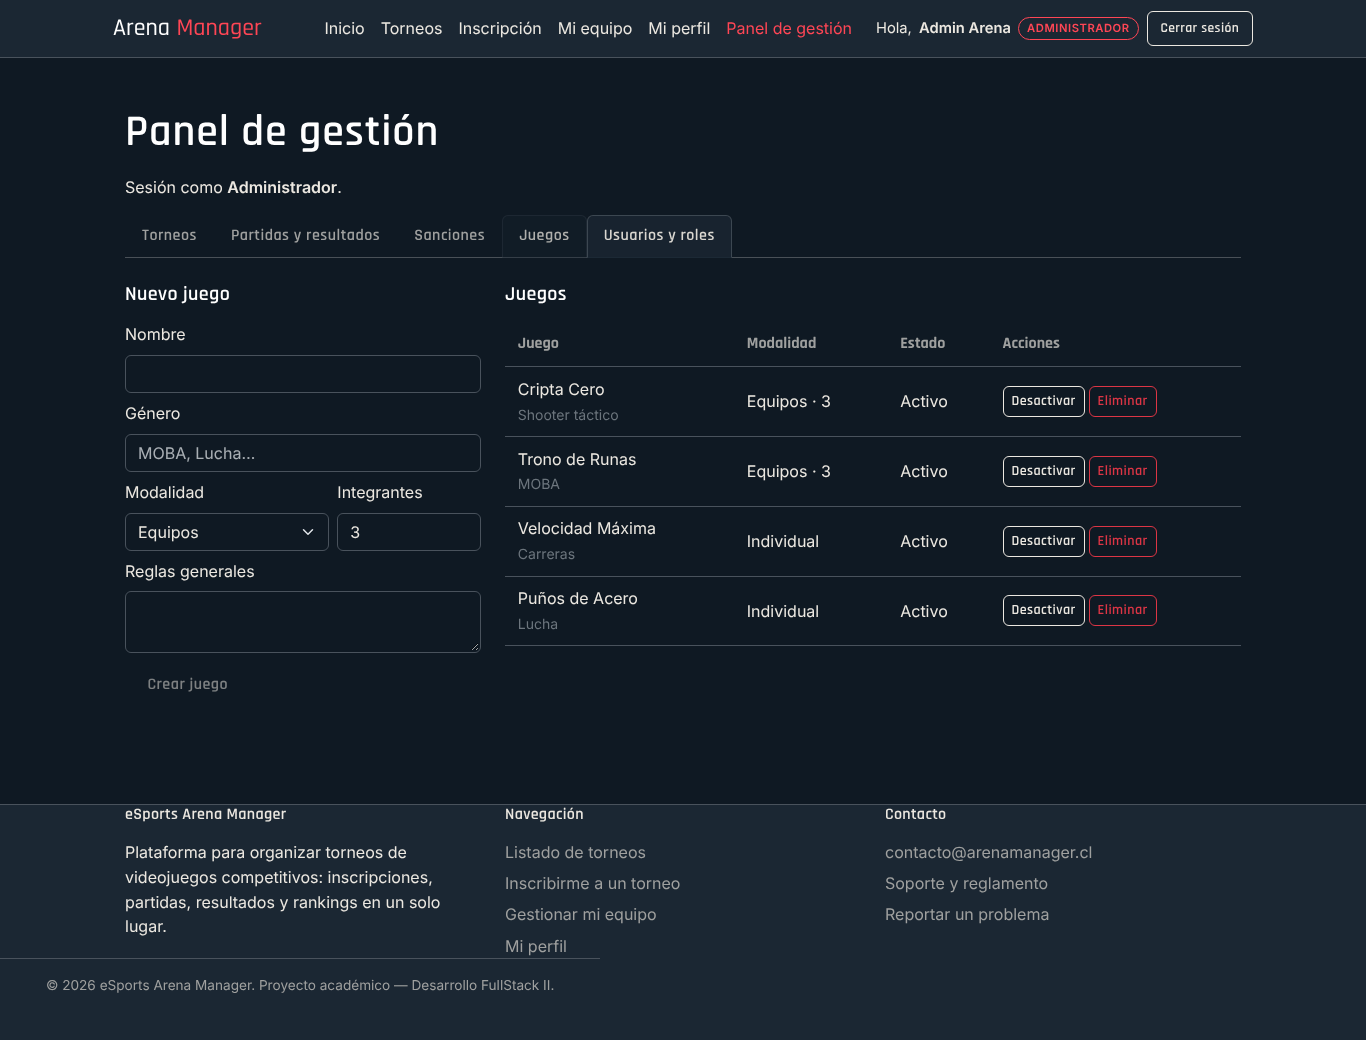 Arena Manager
Inicio Torneos Inscripción Mi equipo Mi perfil Panel de gestión Hola, Admin Arena ADMINISTRADOR Cerrar sesión
Panel de gestión
Sesión como Administrador.
Torneos Partidas y resultados Sanciones Juegos Usuarios y roles
Nuevo juego
Nombre
Género
MOBA, Lucha...
Modalidad Integrantes
Equipos 3
Reglas generales
Crear juego
Juegos
Juego Modalidad Estado Acciones
Cripta Cero
Shooter táctico
Equipos · 3 Activo Desactivar Eliminar
Trono de Runas
MOBA
Equipos · 3 Activo Desactivar Eliminar
Velocidad Máxima
Carreras
Individual Activo Desactivar Eliminar
Puños de Acero
Lucha
Individual Activo Desactivar Eliminar
eSports Arena Manager
Plataforma para organizar torneos de
videojuegos competitivos: inscripciones,
partidas, resultados y rankings en un solo
lugar.
Navegación
Listado de torneos
Inscribirme a un torneo
Gestionar mi equipo
Mi perfil
Contacto
contacto@arenamanager.cl
Soporte y reglamento
Reportar un problema
© 2026 eSports Arena Manager. Proyecto académico — Desarrollo FullStack II.